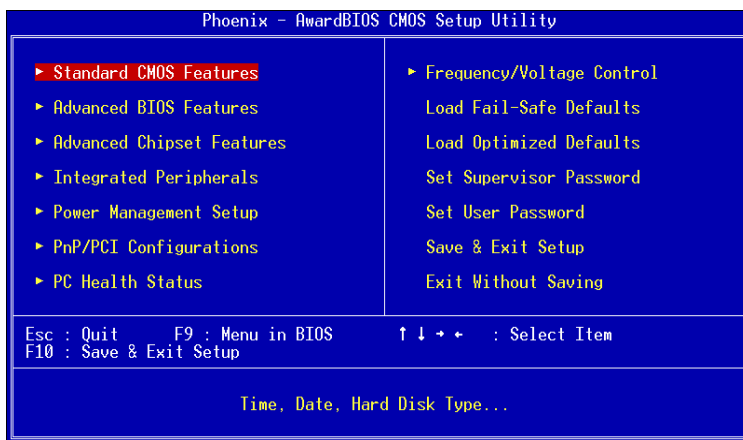 Phoenix - AwardBIOS CMOS Setup Utility
▶ Standard CMOS Features
▶ Advanced BIOS Features
▶ Advanced Chipset Features
▶ Integrated Peripherals
▶ Power Management Setup
▶ PnP/PCI Configurations
▶ PC Health Status
▶ Frequency/Voltage Control
Load Fail-Safe Defaults
Load Optimized Defaults
Set Supervisor Password
Set User Password
Save & Exit Setup
Exit Without Saving
Esc : Quit F9 : Menu in BIOS ↑ ↓ → ← : Select Item
F10 : Save & Exit Setup
Time, Date, Hard Disk Type...